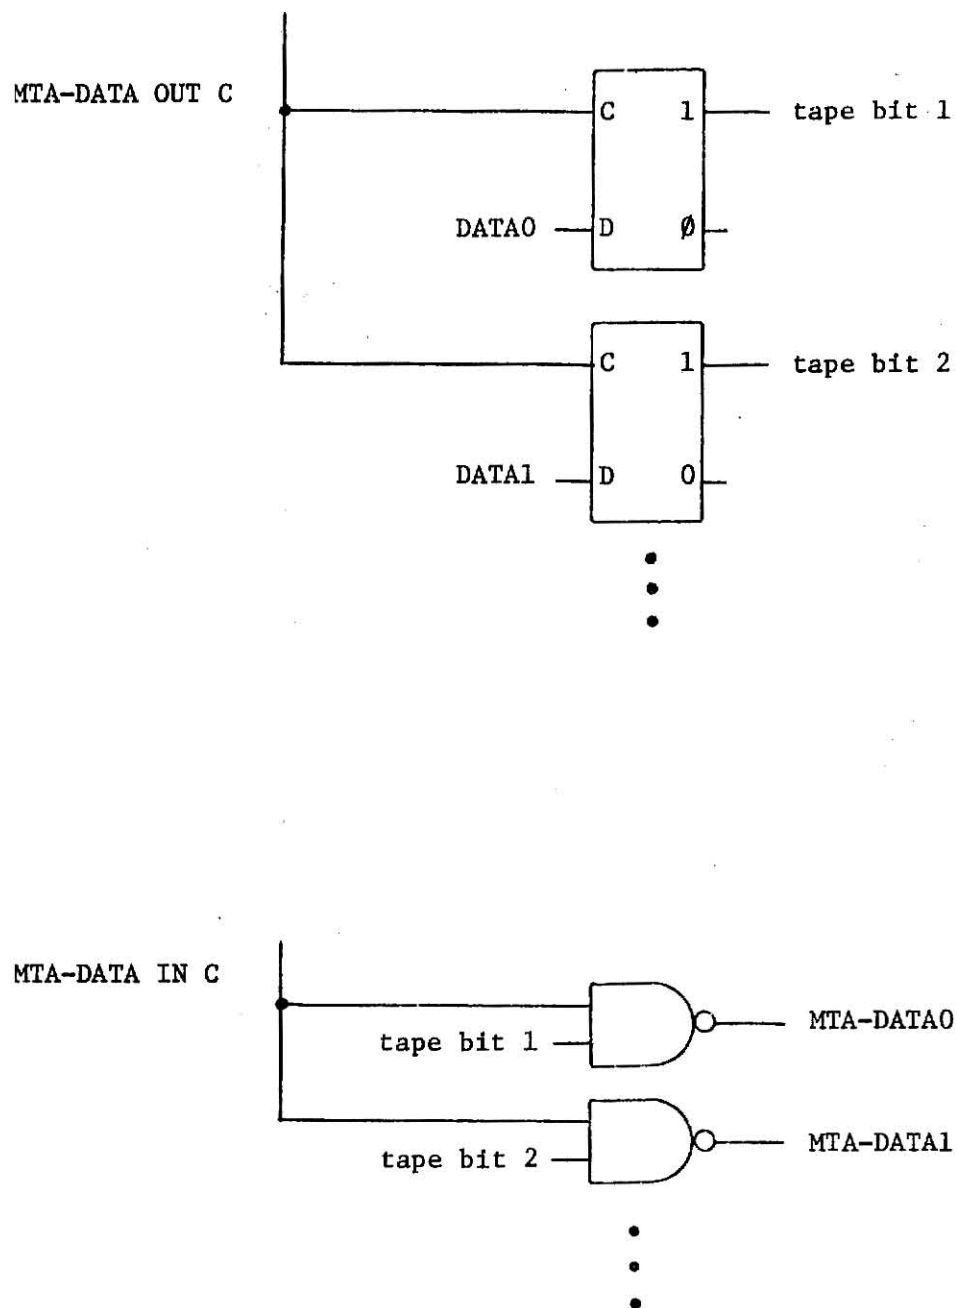 MTA-DATA OUT C
C 1 tape bit 1
DATA0 D Ø
C 1 tape bit 2
DATA1 D 0
MTA-DATA IN C
tape bit 1 MTA-DATA0
tape bit 2 MTA-DATA1